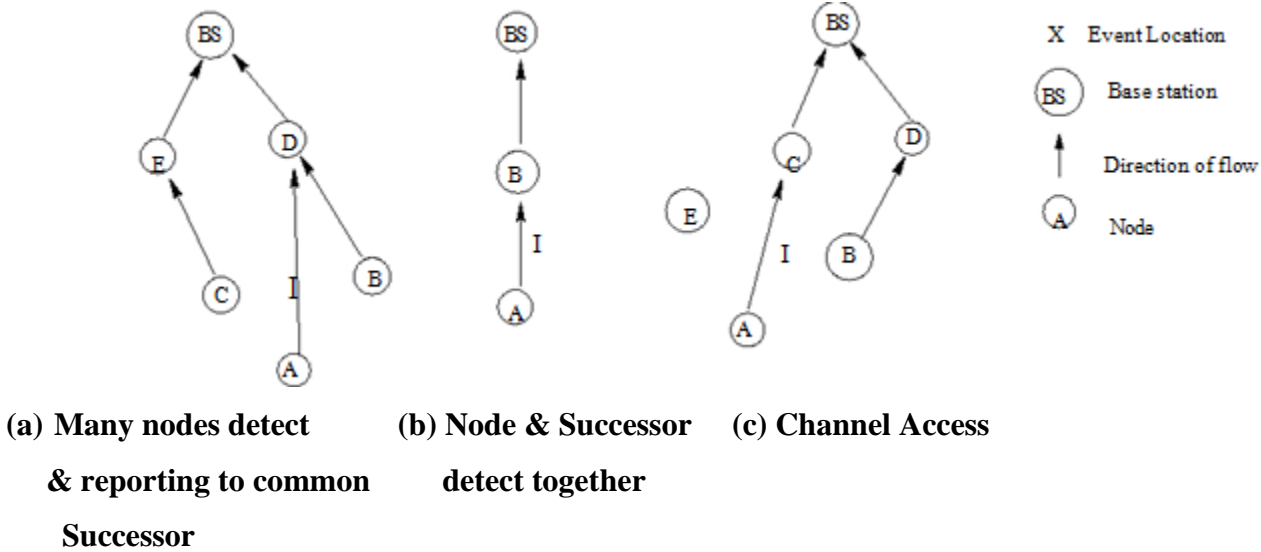 BS
E
D
I
C
B
A
BS
B
I
A
BS
C
D
E
I
B
A
X Event Location
BS Base station
Direction of flow
A Node
(a) Many nodes detect
& reporting to common
Successor
(b) Node & Successor
detect together
(c) Channel Access